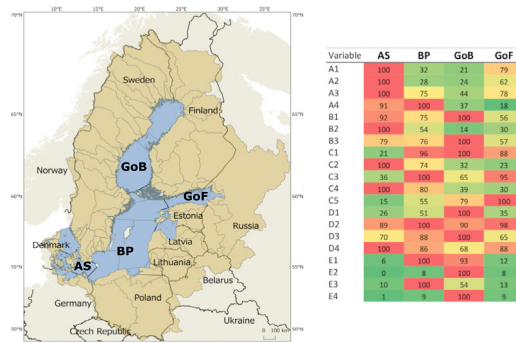 10°E 15°E 20°E 25°E 30°E
70°N 70°N
Sweden
Finland
65°N 65°N
Norway
GoB
60°N 60°N
GoF
Estonia
Russia
Denmark
Latvia
AS BP
Lithuania
55°N 55°N
Belarus
Germany
Poland
Ukraine
Czech Republic
0 100 km
50°N 50°N
Variable AS BP GoB GoF
A1 100 32 21 79
A2 100 28 24 62
A3 100 75 44 78
A4 91 100 37 18
B1 92 75 100 56
B2 100 54 14 30
B3 79 76 100 57
C1 21 96 100 88
C2 100 74 32 23
C3 36 100 65 95
C4 100 80 39 30
C5 15 55 79 100
D1 26 51 100 35
D2 89 100 90 98
D3 70 88 100 65
D4 100 86 68 88
E1 6 100 93 12
E2 0 8 100 8
E3 10 100 54 13
E4 1 9 100 9